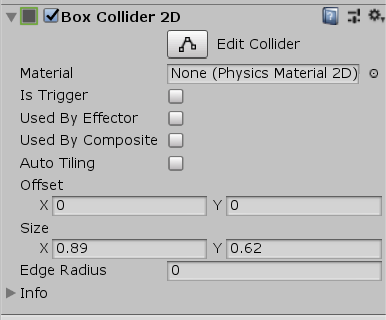 Box Collider 2D
Edit Collider
Material None (Physics Material 2D)
Is Trigger
Used By Effector
Used By Composite
Auto Tiling
Offset
X 0 Y 0
Size
X 0.89 Y 0.62
Edge Radius 0
Info